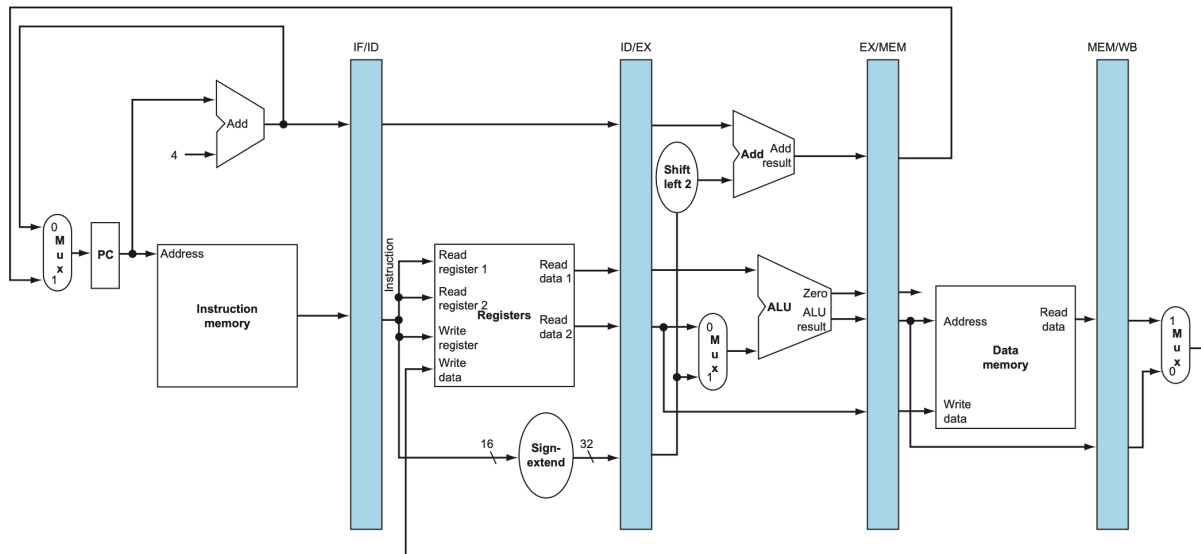 IF/ID
ID/EX
EX/MEM
MEM/WB
Add
4
Shift
left 2
Add
Add
result
0
M
u
x
1
PC
Address
Instruction
memory
Instruction
Read
register 1
Read
register 2
Write
register
Write
data
Registers
Read
data 1
Read
data 2
16
Sign-
extend
32
0
M
u
x
1
ALU
Zero
ALU
result
Address
Write
data
Data
memory
Read
data
1
M
u
x
0